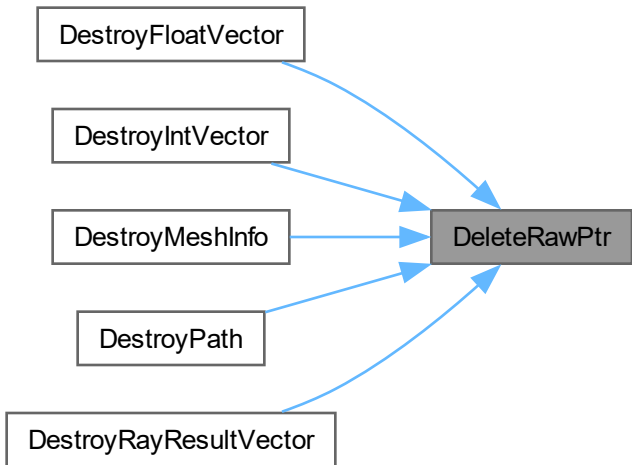 DestroyFloatVector
DestroyIntVector
DestroyMeshInfo
DeleteRawPtr
DestroyPath
DestroyRayResultVector